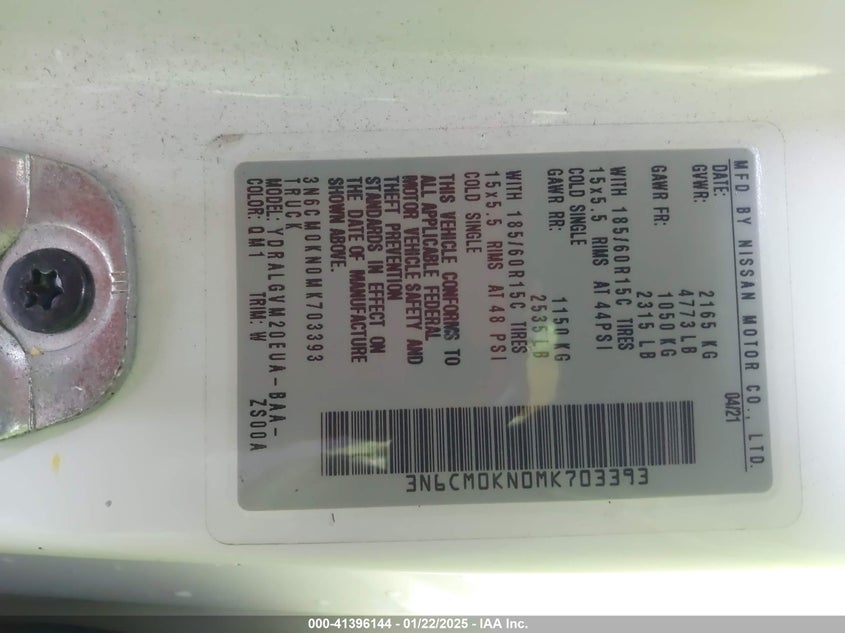 MFD BY NISSAN MOTOR CO., LTD.
DATE: 04/21
GVWR: 2165 KG
4773 LB
GAWR FR: 1050 KG
2315 LB
WITH 185/60R15C TIRES
15x5.5 RIMS AT 44PSI
COLD SINGLE
GAWR RR: 1150 KG
2535 LB
WITH 185/60R15C TIRES
15x5.5 RIMS AT 48 PSI
COLD SINGLE
THIS VEHICLE CONFORMS TO
ALL APPLICABLE FEDERAL
MOTOR VEHICLE SAFETY AND
THEFT PREVENTION
STANDARDS IN EFFECT ON
THE DATE OF MANUFACTURE
SHOWN ABOVE.
3N6CM0KN0MK703393
TRUCK
MODEL: YDRALGVM20EUA-BAA-
ZS00A
COLOR: QM1 TRIM: W
3N6CM0KN0MK703393
000-41396144 - 01/22/2025 - IAA Inc.